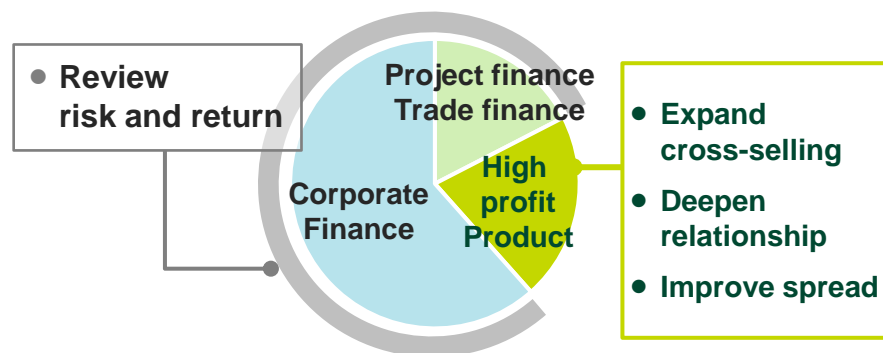 ● Review
risk and return
Project finance
Trade finance
High
profit
Product
Corporate
Finance
● Expand
cross-selling
● Deepen
relationship
● Improve spread